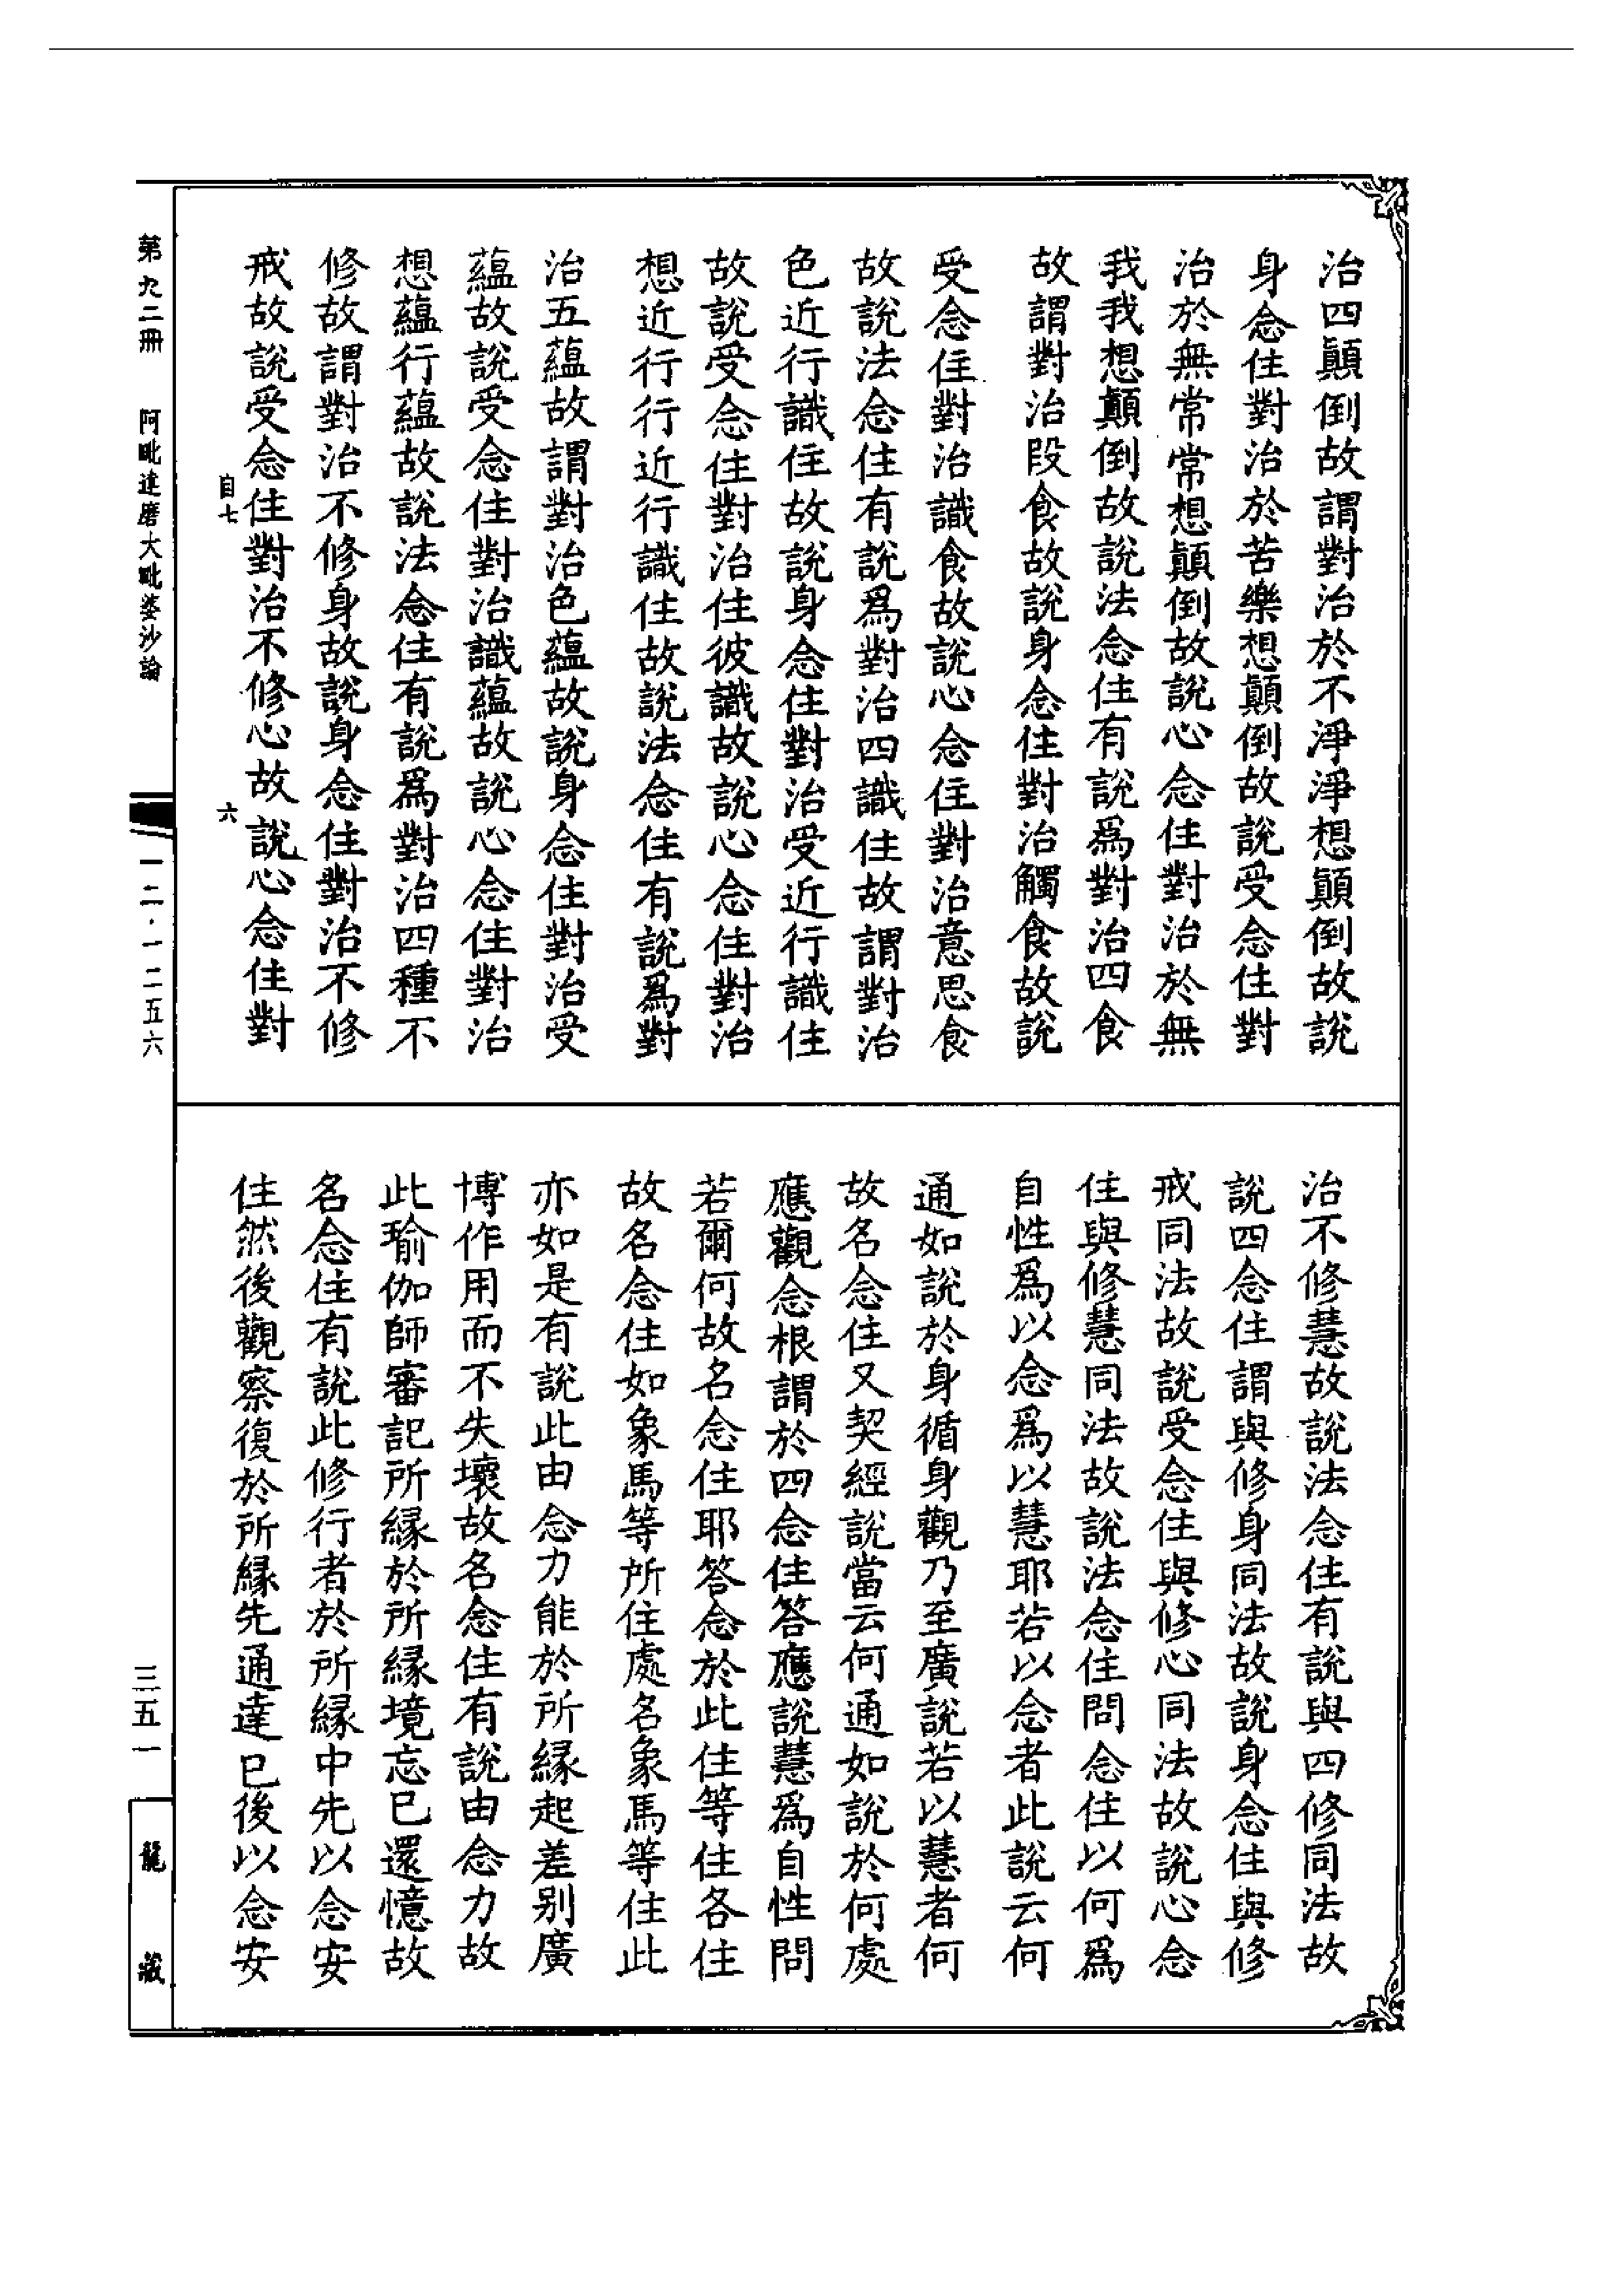 治四顚倒故謂對治於不淨淨想顚倒故說
身念住對治於苦樂想顚倒故說受念住對
治於無常常想顚倒故說心念住對治於無
我我想顚倒故說法念住有說爲對治四食
故謂對治段食故說身念住對治觸食故說
受念住對治識食故說心念住對治意思食
故說法念住有說爲對治四識住故謂對治
色近行識住故說身念住對治受近行識住
故說受念住對治住彼識故說心念住對治
想近行行近行識住故說法念住有說爲對
治五蘊故謂對治色蘊故說身念住對治受
蘊故說受念住對治識蘊故說心念住對治
想蘊行蘊故說法念住有說爲對治四種不
修故謂對治不修身故說身念住對治不修
戒故說受念住對治不修心故說心念住對
自七
六
治不修慧故說法念住有說與四修同法故
說四念住謂與修身同法故說身念住與修
戒同法故說受念住與修心同法故說心念
住與修慧同法故說法念住問念住以何爲
自性爲以念爲以慧耶若以念者此說云何
通如說於身循身觀乃至廣說若以慧者何
故名念住又契經說當云何通如說於何處
應觀念根謂於四念住答應說慧爲自性問
若爾何故名念住耶答念於此住等住各住
故名念住如象馬等所住處名象馬等住此
亦如是有說此由念力能於所縁起差别廣
博作用而不失壞故名念住有說由念力故
此瑜伽師審記所縁於所縁境忘已還憶故
名念住有說此修行者於所縁中先以念安
住然後觀察復於所縁先通達已後以念安
第九二冊 阿毗達磨大毗婆沙論
一二·一二五六
三五一
龍藏